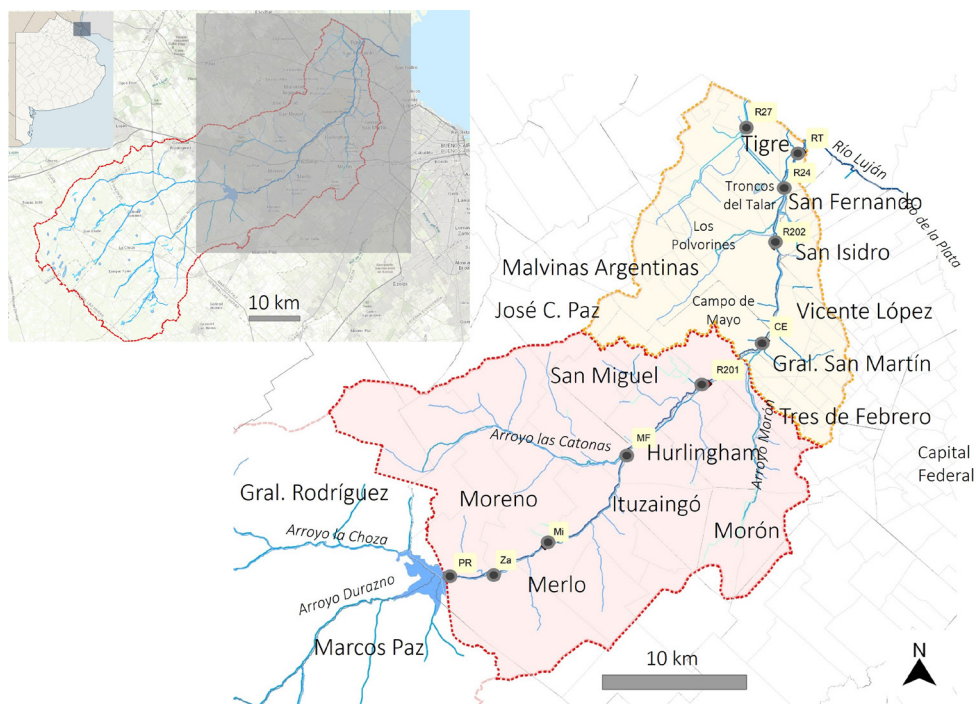 10 km
R27
Tigre
RT
Río Luján
R24
Troncos
del Talar
San Fernando
Río de la Plata
Los
Polvorines
R202
San Isidro
Malvinas Argentinas
José C. Paz
Campo de
Mayo
Vicente López
CE
Gral. San Martín
San Miguel
R201
Tres de Febrero
Arroyo las Catonas
MF
Hurlingham
Arroyo Morón
Capital
Federal
Gral. Rodríguez
Moreno
Ituzaingó
Arroyo la Choza
Mi
Morón
PR
Za
Merlo
Arroyo Durazno
Marcos Paz
10 km
N